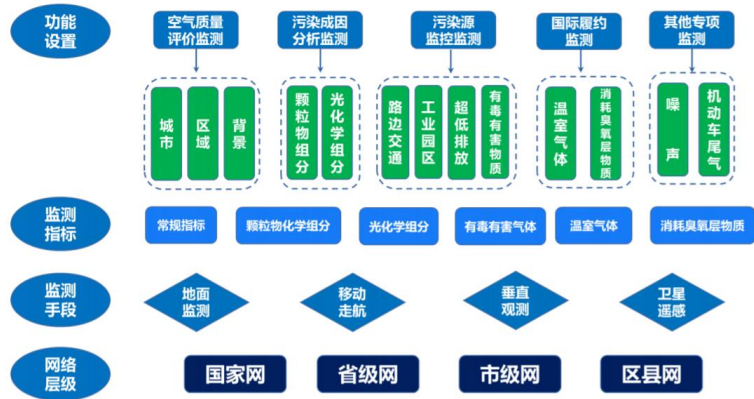 功能
设置
空气质量
评价监测
污染成因
分析监测
污染源
监控监测
国际履约
监测
其他专项
监测
城市
区域
背景
颗粒物组分
光化学组分
路边交通
工业园区
超低排放
有毒有害物质
温室气体
消耗臭氧层物质
噪声
机动车尾气
监测
指标
常规指标
颗粒物化学组分
光化学组分
有毒有害气体
温室气体
消耗臭氧层物质
监测
手段
地面
监测
移动
走航
垂直
观测
卫星
遥感
网络
层级
国家网
省级网
市级网
区县网